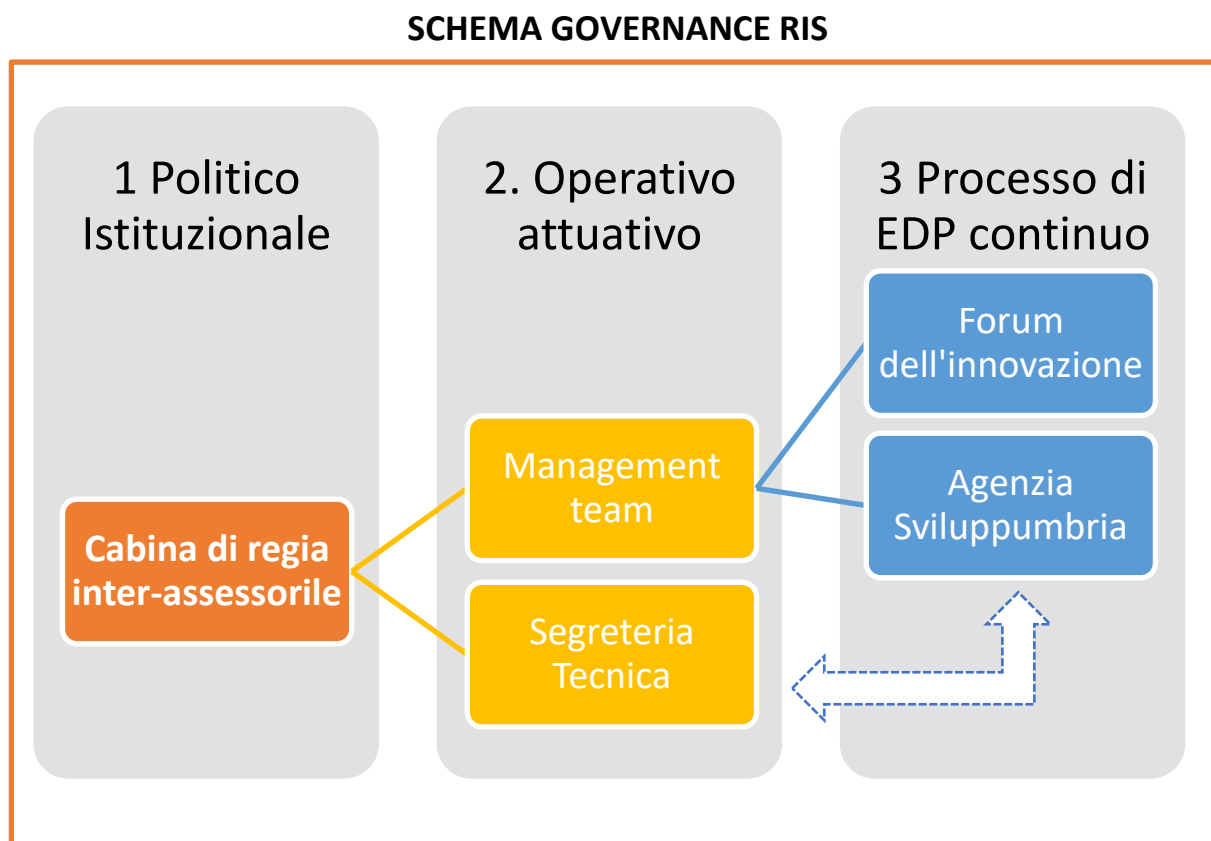 SCHEMA GOVERNANCE RIS
1 Politico
Istituzionale
Cabina di regia
inter-assessorile
2. Operativo
attuativo
Management
team
Segreteria
Tecnica
3 Processo di
EDP continuo
Forum
dell'innovazione
Agenzia
Sviluppumbria